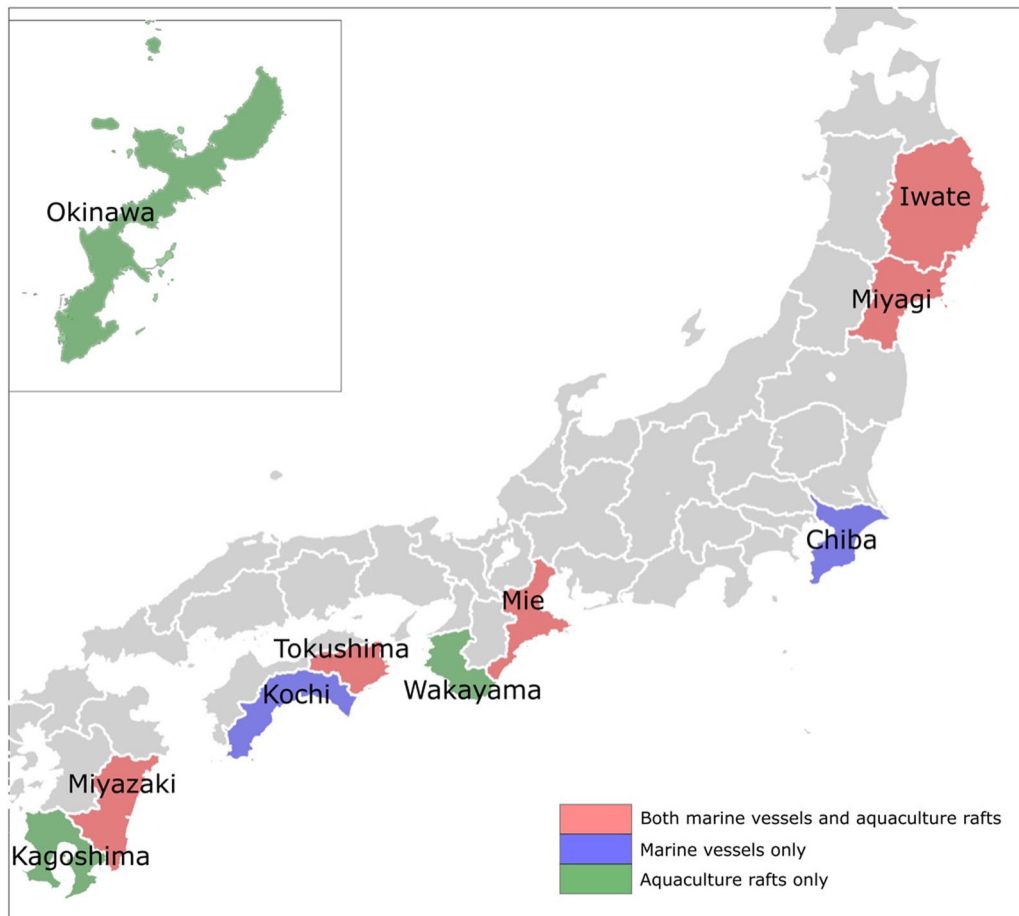 Okinawa
Iwate
Miyagi
Chiba
Mie
Tokushima
Wakayama
Kochi
Miyazaki
Kagoshima
Both marine vessels and aquaculture rafts
Marine vessels only
Aquaculture rafts only